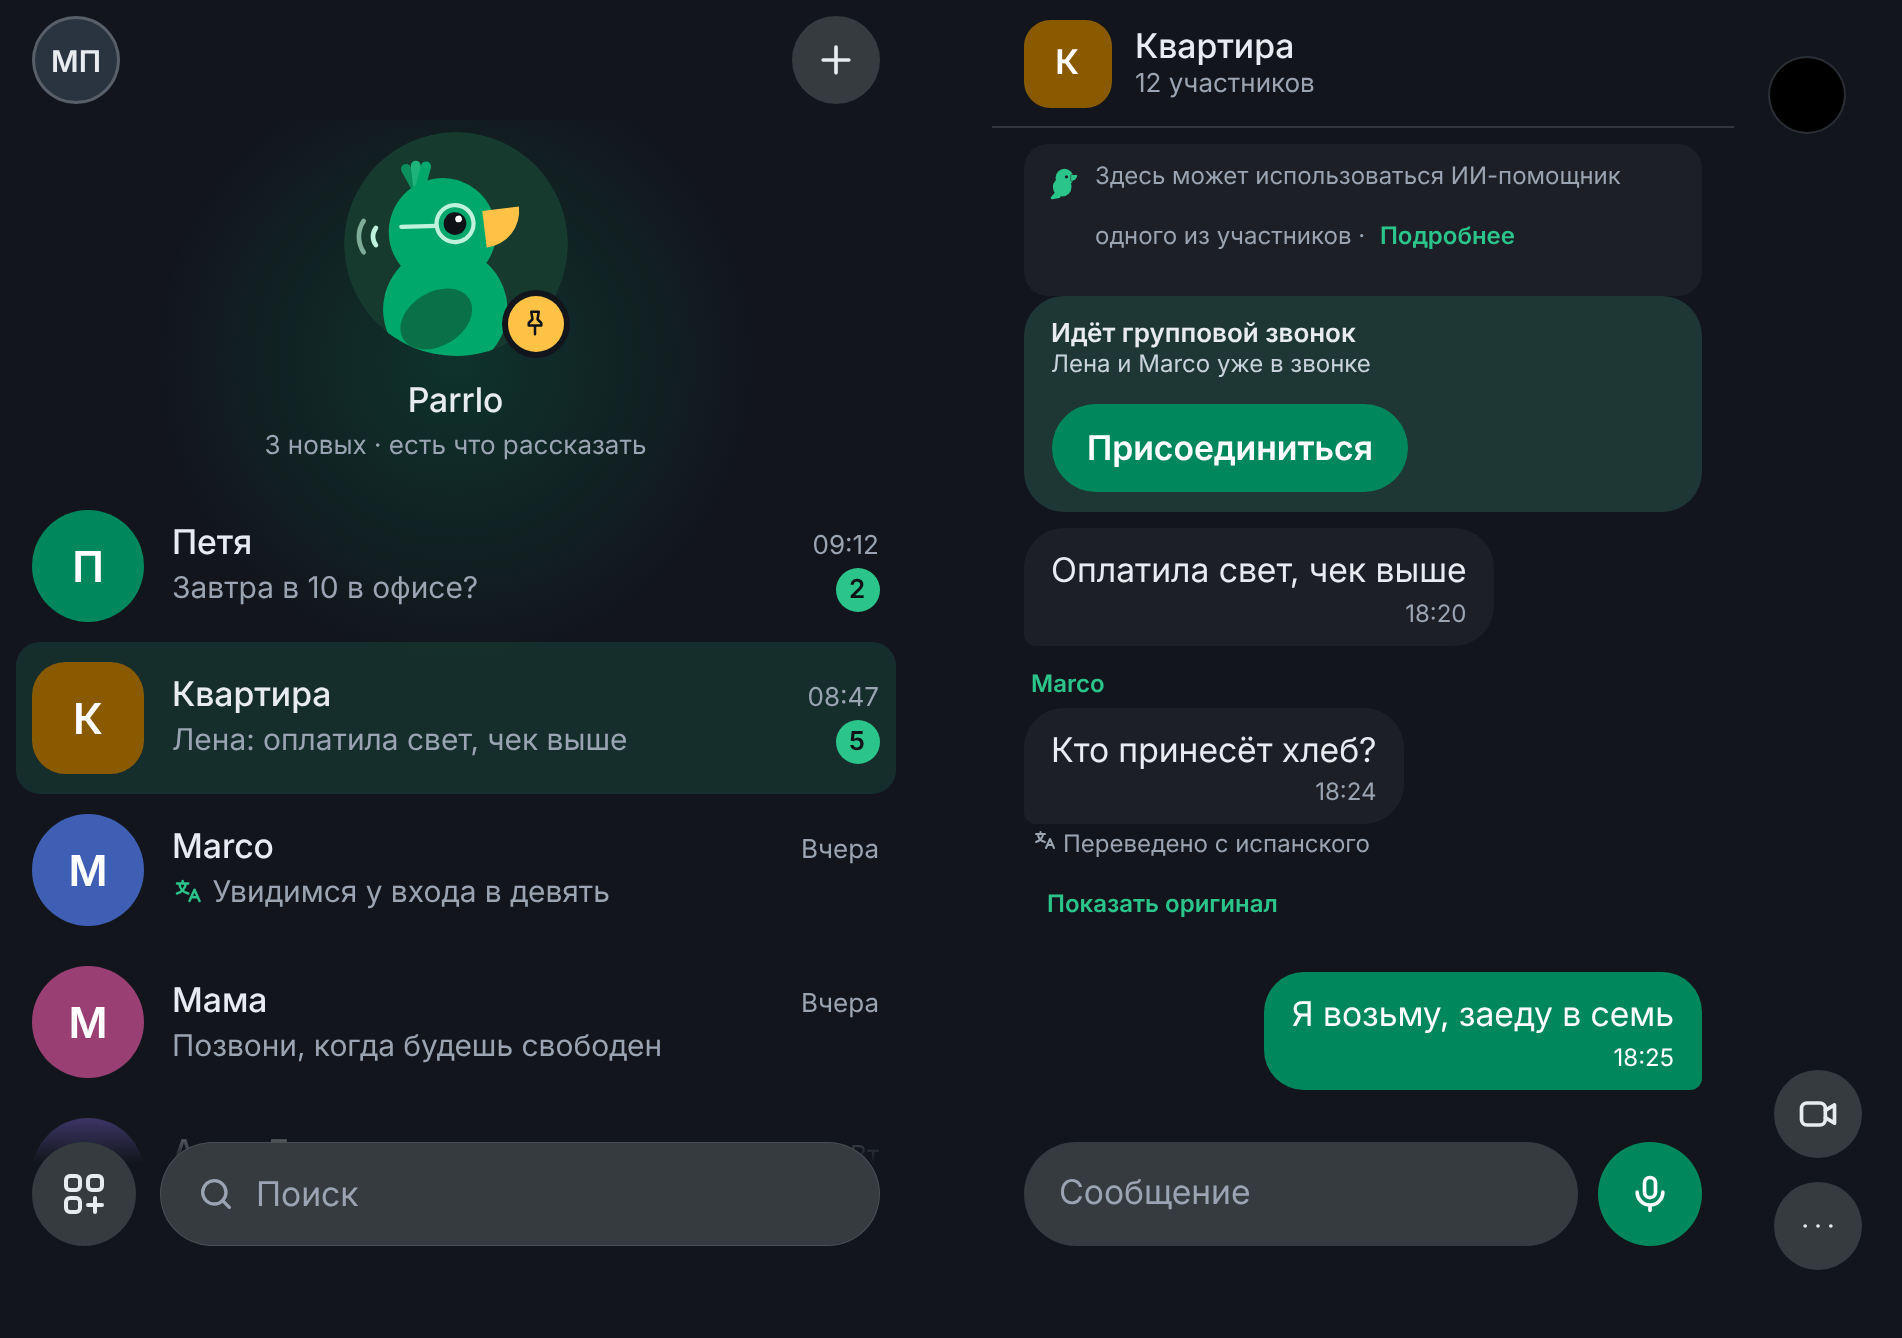 МП
Parrlo
3 новых · есть что рассказать
П
Петя
09:12
Завтра в 10 в офисе?
2
К
Квартира
08:47
Лена: оплатила свет, чек выше
5
M
Marco
Вчера
Увидимся у входа в девять
М
Мама
Вчера
Позвони, когда будешь свободен
Вт
Поиск
К
Квартира
12 участников
Здесь может использоваться ИИ-помощник
одного из участников · Подробнее
Идёт групповой звонок
Лена и Marco уже в звонке
Присоединиться
Оплатила свет, чек выше
18:20
Marco
Кто принесёт хлеб?
18:24
Переведено с испанского
Показать оригинал
Я возьму, заеду в семь
18:25
Сообщение